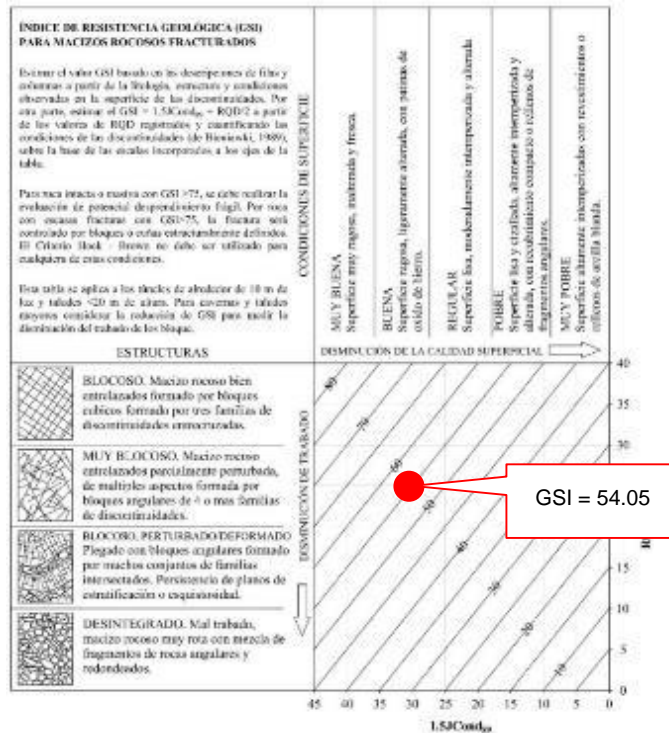 ÍNDICE DE RESISTENCIA GEOLÓGICA (GSI)
PARA MACIZOS ROCOSOS FRACTURADOS
Estimar el valor GSI basado en las descripciones de filas y
columnas a partir de la litología, estructura y condiciones
observadas en la superficie de las discontinuidades. Por
otra parte, estimar el GSI = 1.5JCond₈₉ + RQD/2 a partir
de los valores de RQD registrados y cuantificando las
condiciones de las discontinuidades (de Bieniawski, 1989),
sobre la base de las escalas incorporados a los ejes de la
tabla.
Para roca intacta o masiva con GSI >75, se debe realizar la
evaluación de potencial desprendimiento frágil. Por roca
con escasas fracturas con GSI>75, la fractura será
controlado por bloques o cuñas estructuralmente definidos.
El Criterio Hoek - Brown no debe ser utilizado para
cualquiera de estas condiciones.
Esta tabla se aplica a los túneles de alrededor de 10 m de
luz y taludes <20 m de altura. Para cavernas y taludes
mayores considerar la reducción de GSI para medir la
disminución del trabado de los bloque.
CONDICIONES DE SUPERFICIE
MUY BUENA
Superficie muy rugosa, inalterada y fresca.
BUENA
Superficie rugosa, ligeramente alterada, con patinas de
oxido de hierro.
REGULAR
Superficie lisa, moderadamente intemperizada y alterada
POBRE
Superficie lisa y cizallada, altamente intemperizada y
alterada, con recubrimiento compacto o rellenos de
fragmentos angulares.
MUY POBRE
Superficie altamente intemperizadas con revestimientos o
rellenos de arcilla blanda.
ESTRUCTURAS
DISMINUCIÓN DE LA CALIDAD SUPERFICIAL
BLOCOSO. Macizo rocoso bien
entrelazados formado por bloques
cubicos formado por tres familias de
discontinuidades
MUY BLOCOSO. Macizo rocoso
entrelazados parcialmente perturbada,
de multiples aspectos formada por
bloques angulares de 4 o mas familias
de discontinuidades.
BLOCOSO, PERTURBADO/DEFORMADO
Plegado con bloques angulares formado
por muchos conjuntos de familias
intersectados. Persistencia de planos de
estratificación o esquistosidad.
DESINTEGRADO. Mal trabado,
macizo rocoso muy rota con mezcla de
fragmentos de rocas angulares y
redondeados.
DISMINUCIÓN DE TRABADO
80
70
60
50
40
30
20
10
GSI = 54.05
40
35
30
15
10
5
0
45 40 35 30 25 20 15 10 5 0
1.5JCond₈₉